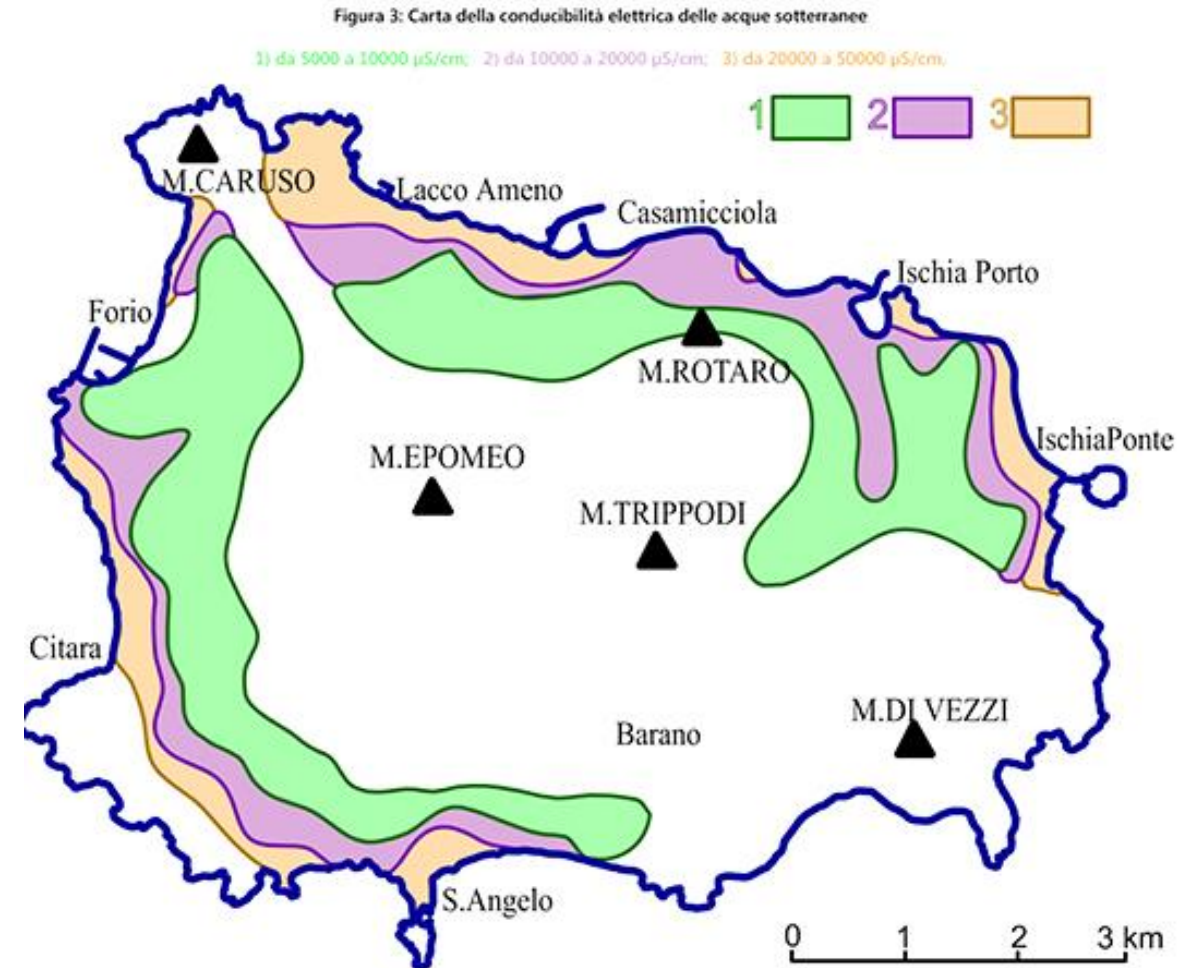 Figura 3: Carta della conducibilità elettrica delle acque sotterranee
1) da 5000 a 10000 µS/cm; 2) da 10000 a 20000 µS/cm; 3) da 20000 a 50000 µS/cm.
1 2 3
M.CARUSO
Lacco Ameno
Casamicciola
Ischia Porto
Forio
M.ROTARO
IschiaPonte
M.EPOMEO
M.TRIPPODI
Citara
M.DI VEZZI
Barano
S.Angelo
0 1 2 3 km